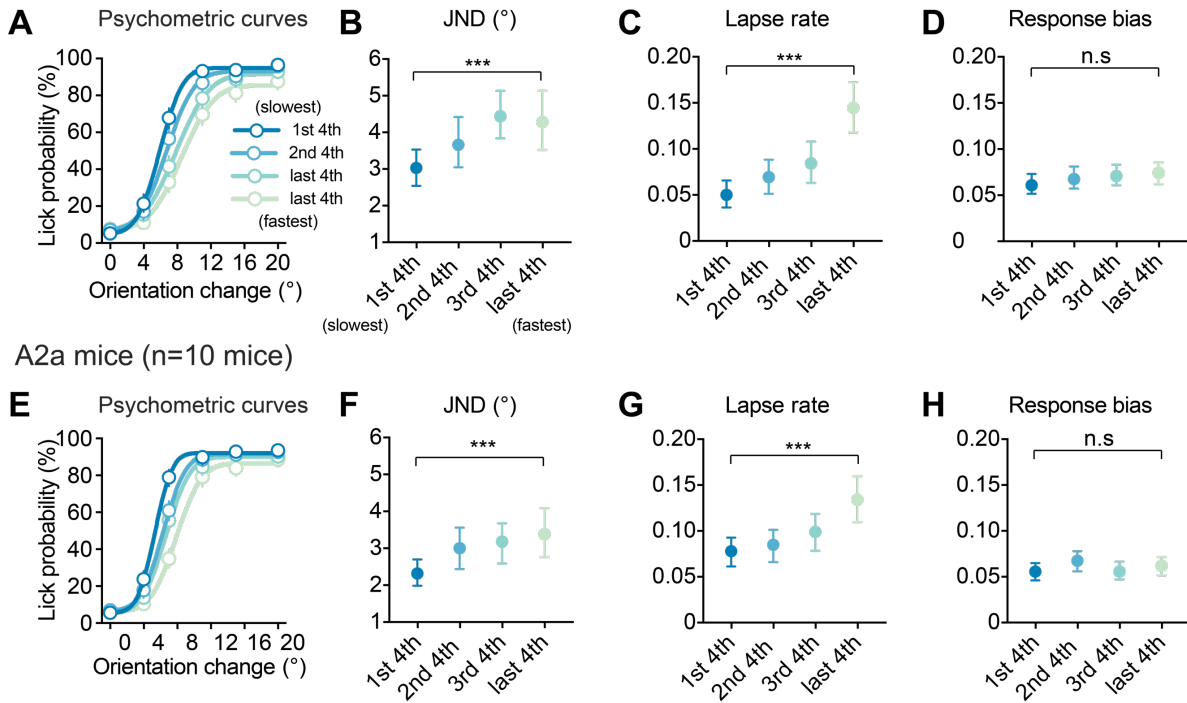 A Psychometric curves
Lick probability (%)
100
80
60
40
20
0
(slowest)
1st 4th
2nd 4th
last 4th
last 4th
(fastest)
0 4 8 12 16 20
Orientation change (°)
B JND (°)
***
6
5
4
3
2
1
1st 4th
2nd 4th
3rd 4th
last 4th
(slowest) (fastest)
C Lapse rate
***
0.20
0.15
0.10
0.05
0
1st 4th
2nd 4th
3rd 4th
last 4th
D Response bias
n.s
0.20
0.15
0.10
0.05
0
1st 4th
2nd 4th
3rd 4th
last 4th
A2a mice (n=10 mice)
E Psychometric curves
Lick probability (%)
100
80
60
40
20
0
0 4 8 12 16 20
Orientation change (°)
F JND (°)
***
6
5
4
3
2
1
1st 4th
2nd 4th
3rd 4th
last 4th
G Lapse rate
***
0.20
0.15
0.10
0.05
0
1st 4th
2nd 4th
3rd 4th
last 4th
H Response bias
n.s
0.20
0.15
0.10
0.05
0
1st 4th
2nd 4th
3rd 4th
last 4th